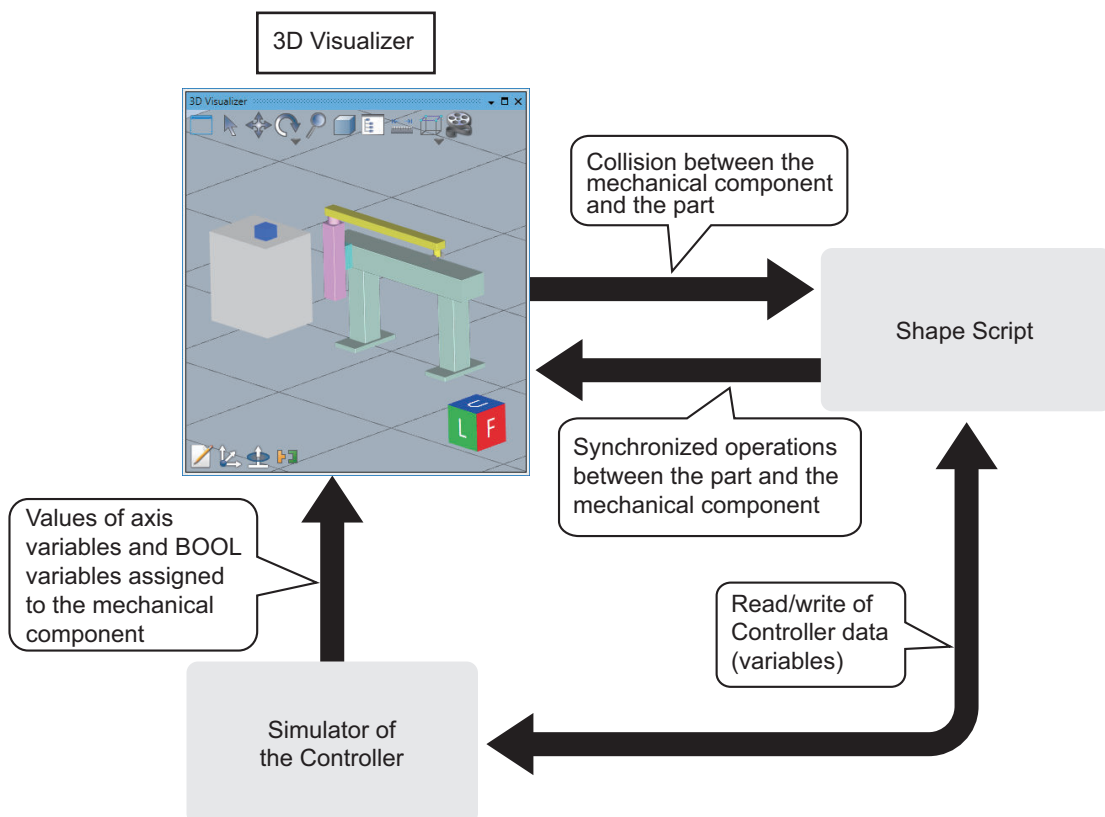 3D Visualizer
3D Visualizer
Collision between the
mechanical component
and the part
Shape Script
Synchronized operations
between the part and the
mechanical component
U
L
F
Values of axis
variables and BOOL
variables assigned
to the mechanical
component
Read/write of
Controller data
(variables)
Simulator of
the Controller